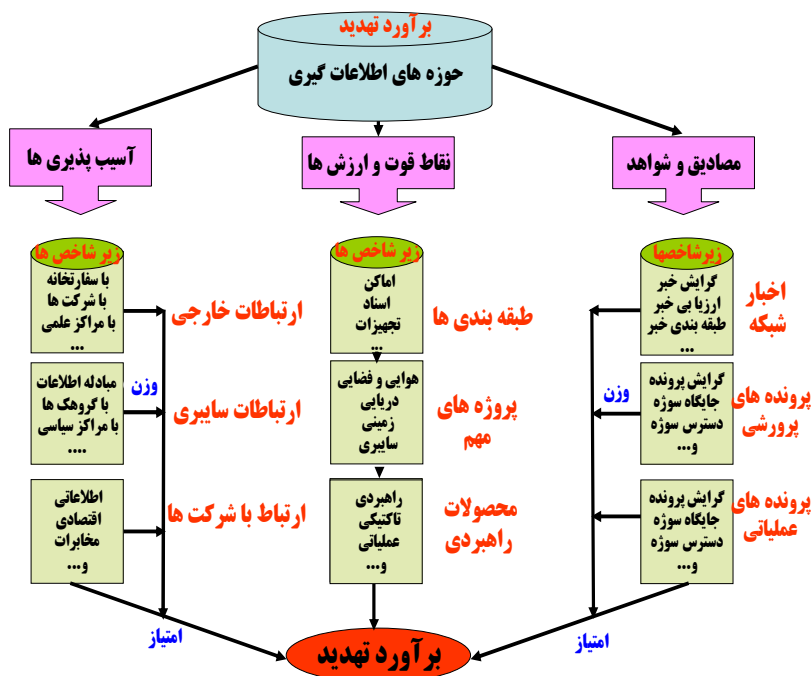 برآورد تهدید
حوزه های اطلاعات گیری
مصادیق و شواهد
نقاط قوت و ارزش ها
آسیب پذیری ها
زیرشاخصها
گرایش خبر
ارزیا بی خبر
طبقه بندی خبر
...
اخبار
شبکه
گرایش پرونده
جایگاه سوژه
دسترس سوژه
و...
پرونده های
پرورشی
وزن
گرایش پرونده
جایگاه سوژه
دسترس سوژه
و...
پرونده های
عملیاتی
امتیاز
زیر شاخص ها
اماکن
اسناد
تجهیزات
...
طبقه بندی ها
هوایی و فضایی
دریایی
زمینی
سایبری
پروژه های
مهم
راهبردی
تاکتیکی
عملیاتی
و...
محصولات
راهبردی
زیر شاخص ها
با سفارتخانه
با شرکت ها
با مراکز علمی
...
ارتباطات خارجی
مبادله اطلاعات
با گروهک ها
با مراکز سیاسی
....
وزن
ارتباطات سایبری
اطلاعاتی
اقتصادی
مخابرات
و...
ارتباط با شرکت ها
امتیاز
برآورد تهدید